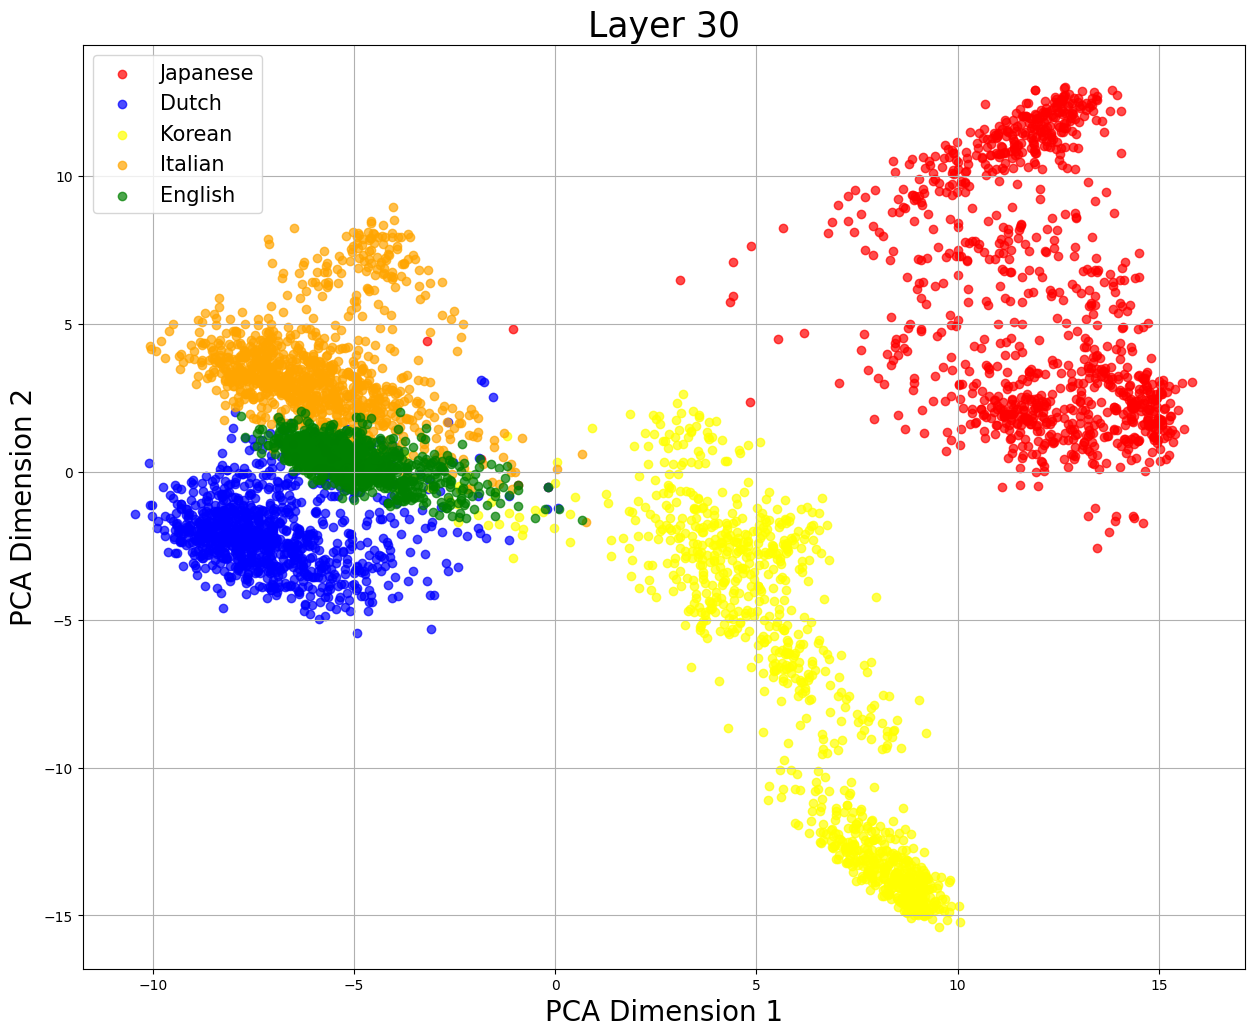 Layer 30
Japanese
Dutch
Korean
Italian
English
10
5
0
−5
−10
−15
PCA Dimension 2
−10 −5 0 5 10 15
PCA Dimension 1